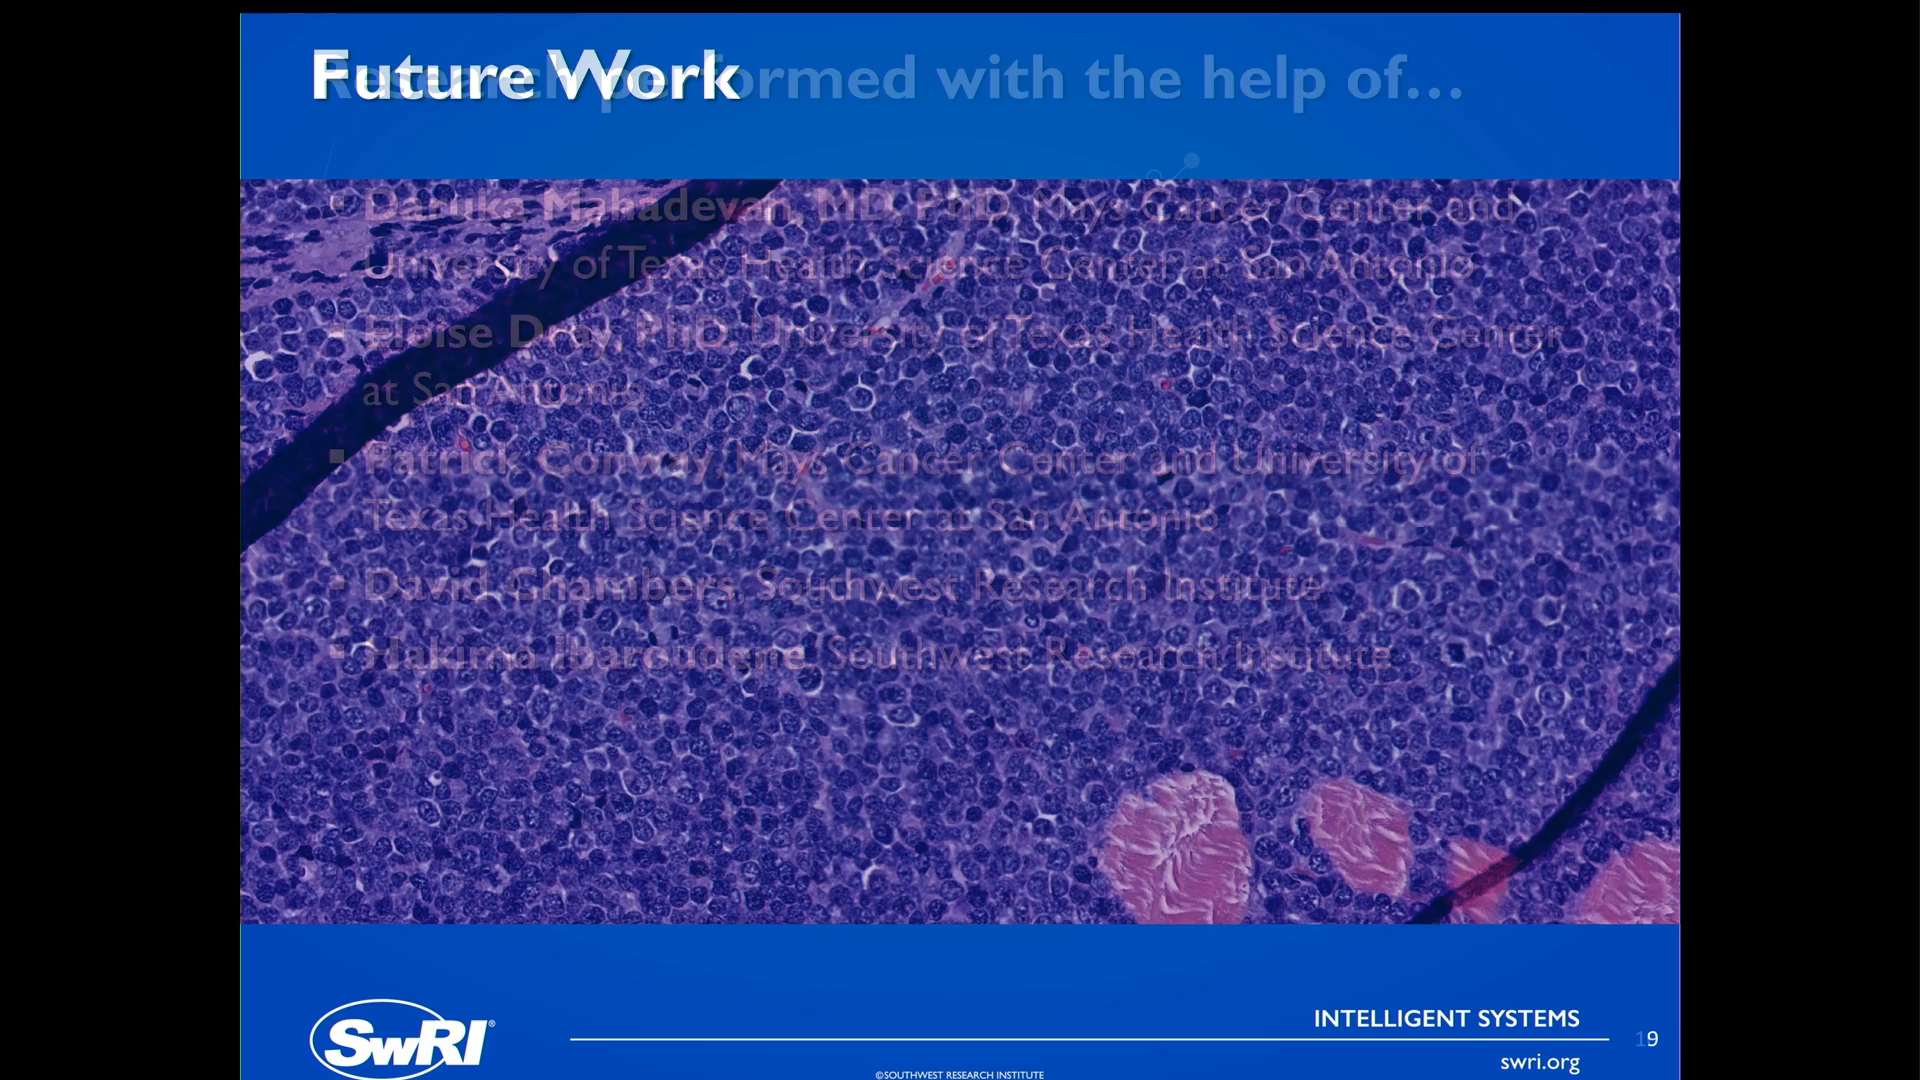 Future Work
Research performed with the help of...
▪ Daruka Mahadevan, MD, PhD, Mays Cancer Center and
University of Texas Health Science Center at San Antonio
▪ Eloise Dray, PhD, University of Texas Health Science Center
at San Antonio
▪ Patrick Conway, Mays Cancer Center and University of
Texas Health Science Center at San Antonio
▪ David Chambers, Southwest Research Institute
▪ Hakima Ibaroudene, Southwest Research Institute
SwRI®
INTELLIGENT SYSTEMS
19
swri.org
©SOUTHWEST RESEARCH INSTITUTE